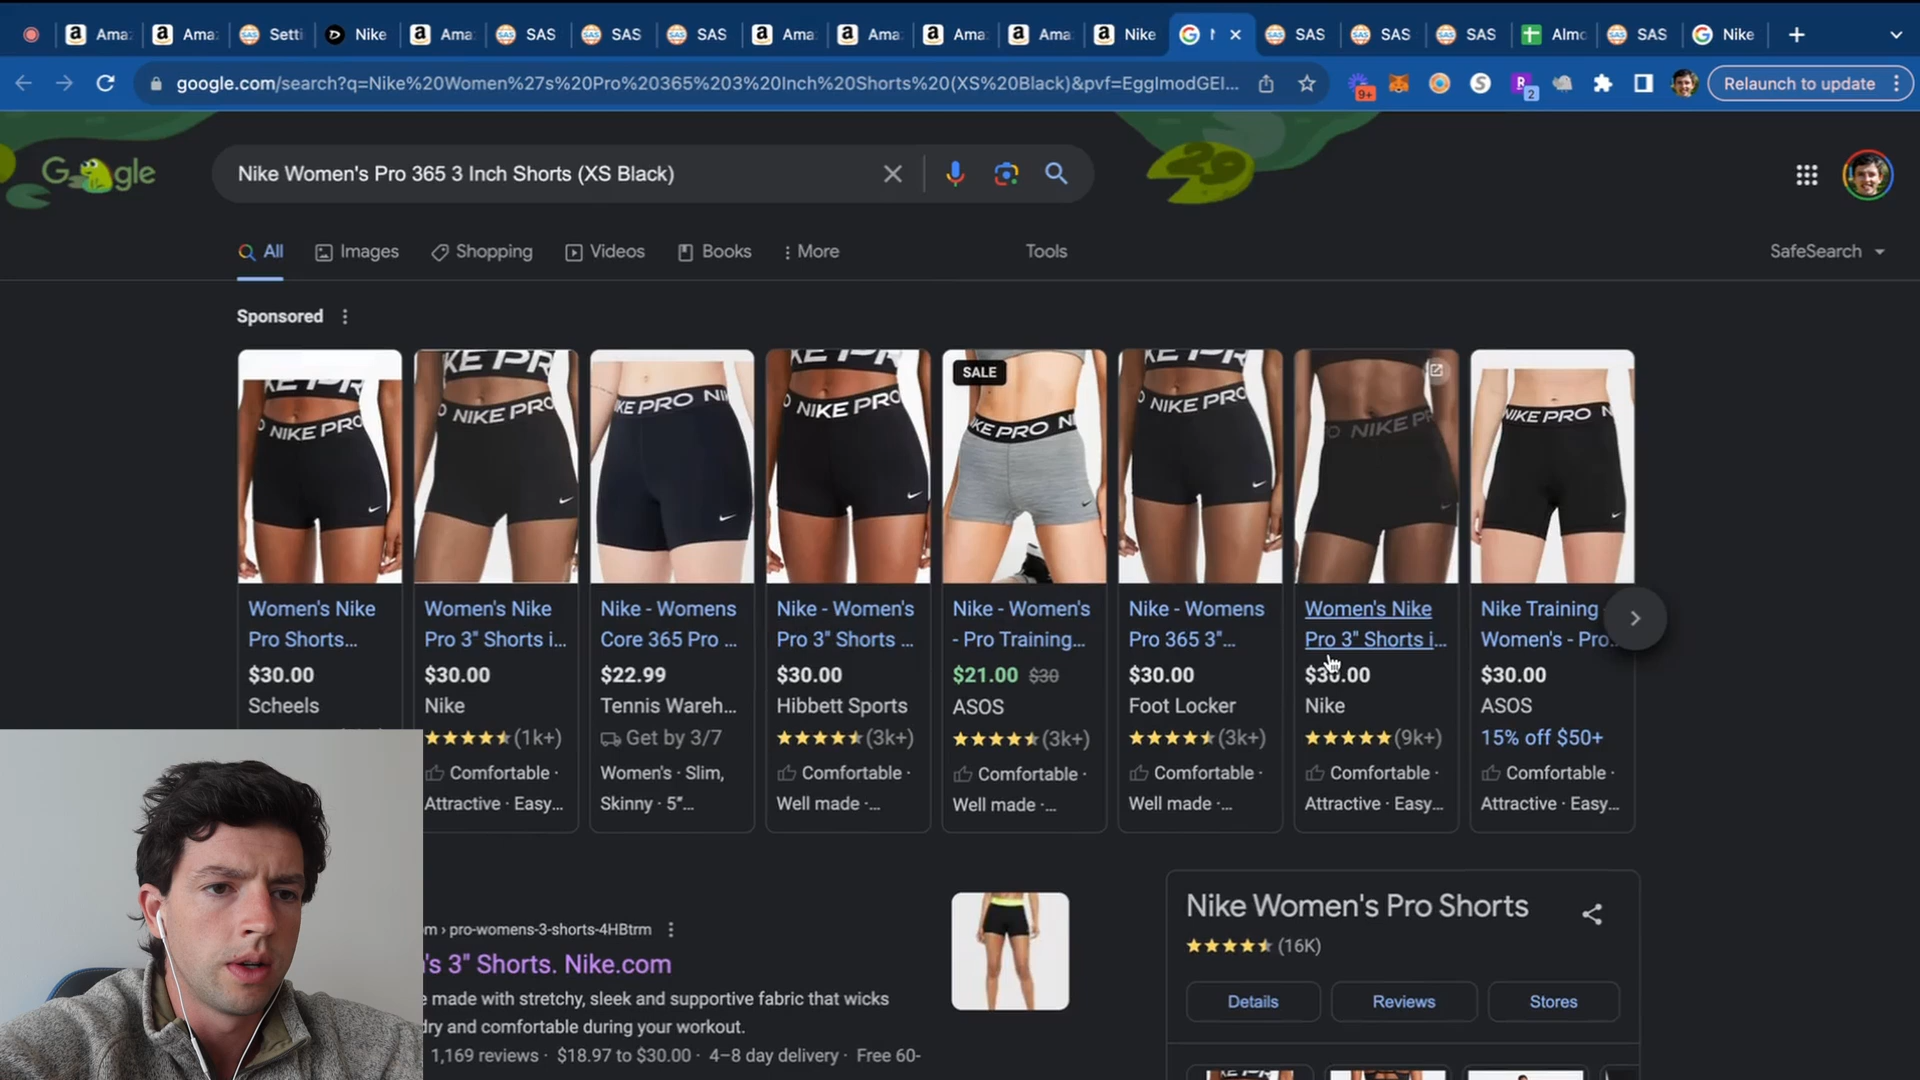 Ama
Ama
Setti
Nike
Ama
SAS
SAS
SAS
Ama
Ama
Ama
Ama
Nike
SAS
SAS
SAS
Almo
SAS
Nike
google.com/search?q=Nike%20Women%27s%20Pro%20365%203%20Inch%20Shorts%20(XS%20Black)&pvf=EggImodGEI...
9+
2
Relaunch to update
Google
Nike Women's Pro 365 3 Inch Shorts (XS Black)
29
All
Images
Shopping
Videos
Books
More
Tools
SafeSearch
Sponsored
SALE
NIKE PRO
Women's Nike
Pro Shorts...
$30.00
Scheels
Women's Nike
Pro 3" Shorts i...
$30.00
Nike
(1k+)
Comfortable ·
Attractive · Easy...
Nike - Womens
Core 365 Pro ...
$22.99
Tennis Wareh...
Get by 3/7
Women's · Slim,
Skinny · 5"...
Nike - Women's
Pro 3" Shorts ...
$30.00
Hibbett Sports
(3k+)
Comfortable ·
Well made ·...
Nike - Women's
- Pro Training...
$21.00 $30
ASOS
(3k+)
Comfortable ·
Well made ·...
Nike - Womens
Pro 365 3"...
$30.00
Foot Locker
(3k+)
Comfortable ·
Well made ·...
Women's Nike
Pro 3" Shorts i...
$30.00
Nike
(9k+)
Comfortable ·
Attractive · Easy...
Nike Training
Women's - Pro...
$30.00
ASOS
15% off $50+
Comfortable ·
Attractive · Easy...
om › pro-womens-3-shorts-4HBtrm
's 3" Shorts. Nike.com
e made with stretchy, sleek and supportive fabric that wicks
dry and comfortable during your workout.
1,169 reviews · $18.97 to $30.00 · 4–8 day delivery · Free 60-
Nike Women's Pro Shorts
(16K)
Details
Reviews
Stores